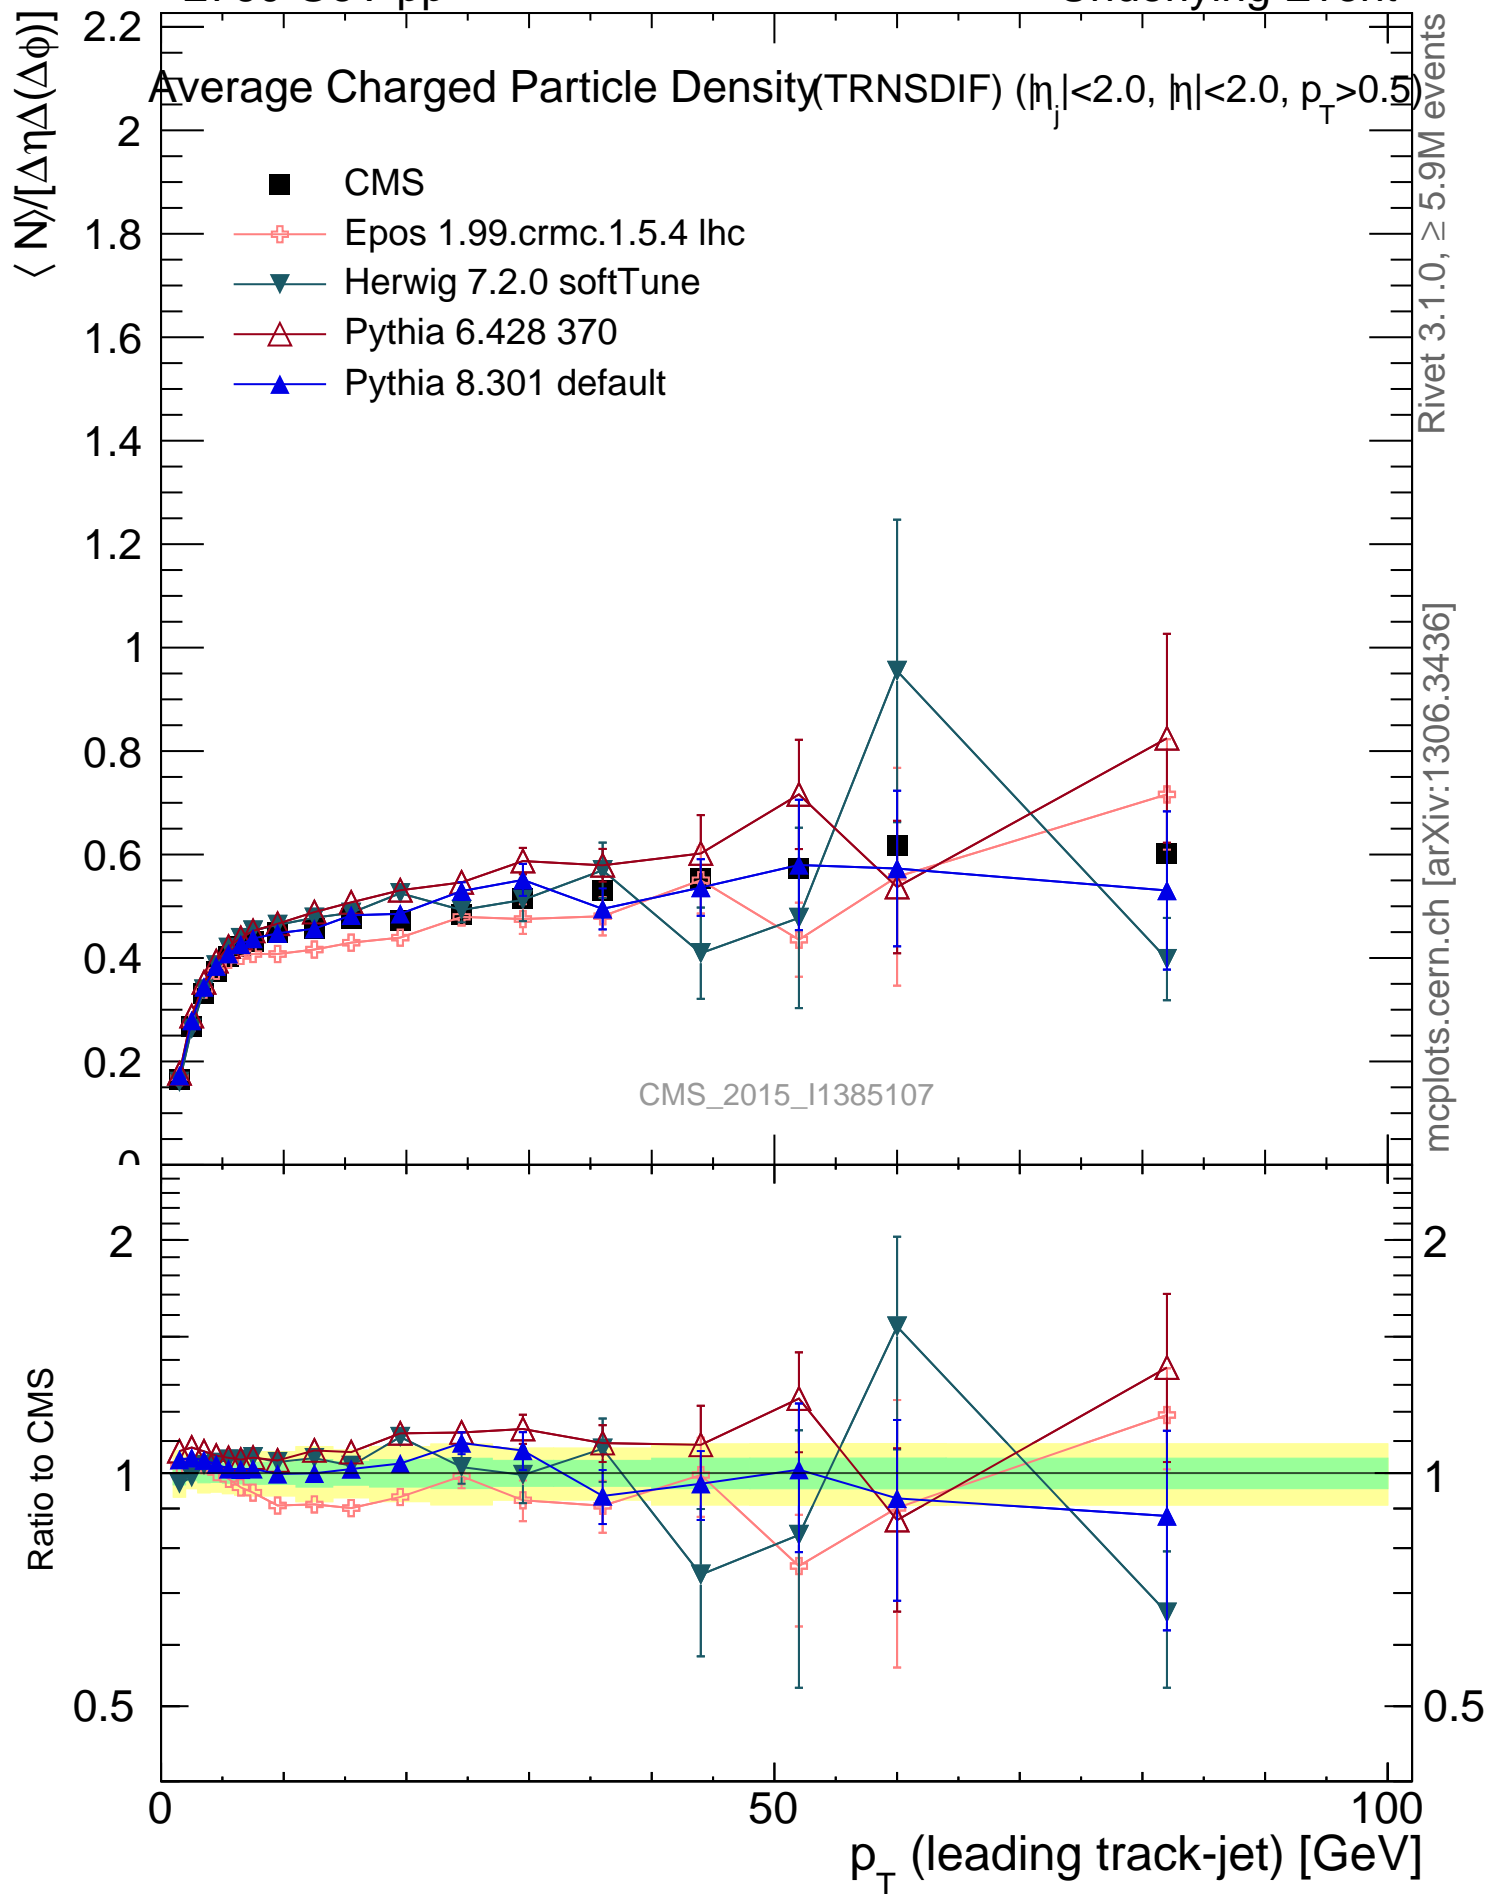 ⟨ N⟩/[ΔηΔ(Δϕ)]
Average Charged Particle Density (TRNSDIF) (|η_j|<2.0, |η|<2.0, p_T>0.5)
CMS
Epos 1.99.crmc.1.5.4 lhc
Herwig 7.2.0 softTune
Pythia 6.428 370
Pythia 8.301 default
2.2
2
1.8
1.6
1.4
1.2
1
0.8
0.6
0.4
0.2
0
CMS_2015_I1385107
Rivet 3.1.0, ≥ 5.9M events
mcplots.cern.ch [arXiv:1306.3436]
Ratio to CMS
2
1
0.5
2
1
0.5
0
50
100
p_T (leading track-jet) [GeV]